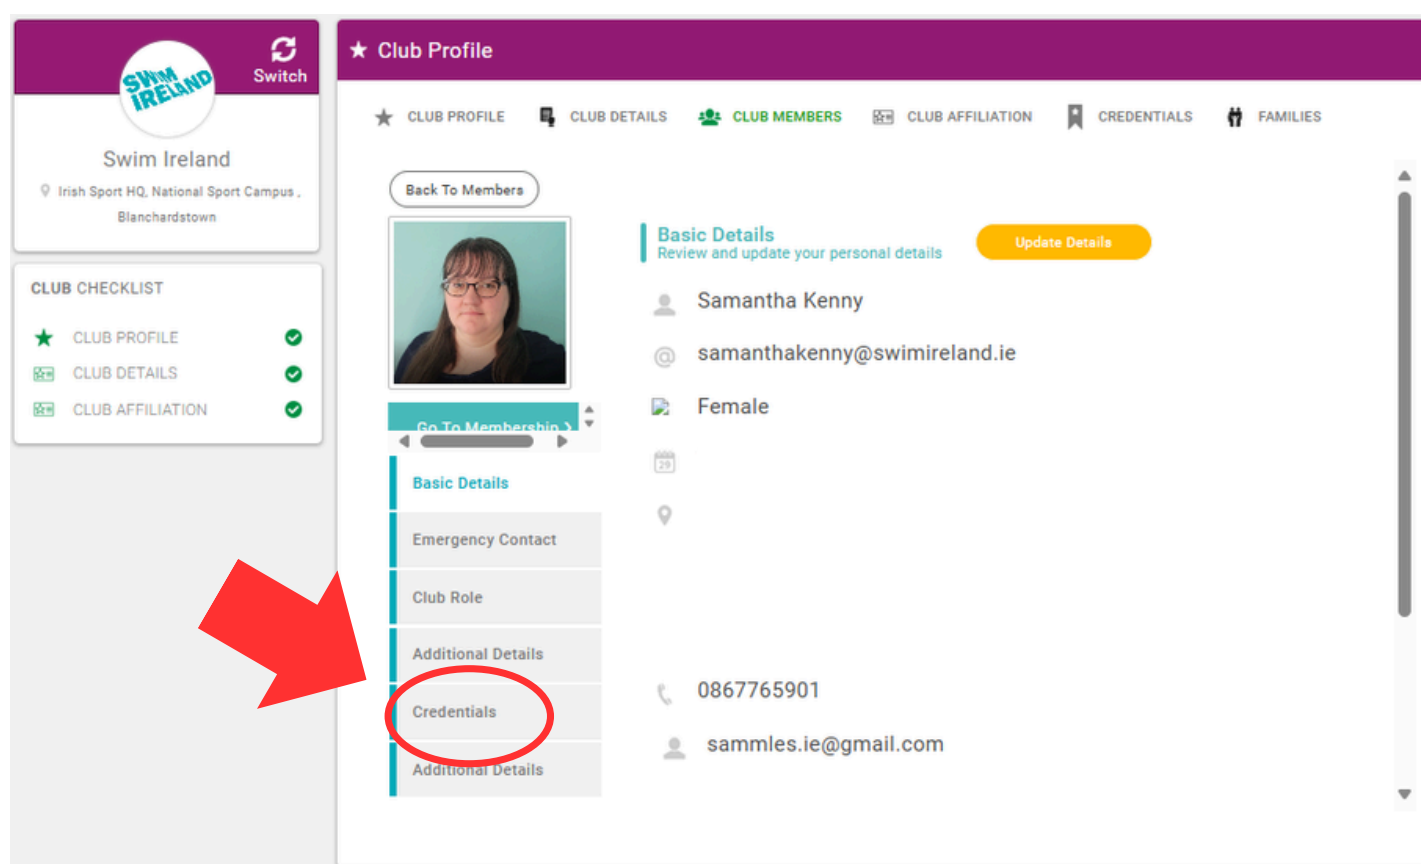 SWIM
IRELAND
Switch
Swim Ireland
Irish Sport HQ, National Sport Campus ,
Blanchardstown
CLUB CHECKLIST
CLUB PROFILE
CLUB DETAILS
CLUB AFFILIATION
Club Profile
CLUB PROFILE
CLUB DETAILS
CLUB MEMBERS
CLUB AFFILIATION
CREDENTIALS
FAMILIES
Back To Members
Go To Membership >
Basic Details
Emergency Contact
Club Role
Additional Details
Credentials
Additional Details
Basic Details
Review and update your personal details
Update Details
Samantha Kenny
samanthakenny@swimireland.ie
Female
29
0867765901
sammles.ie@gmail.com